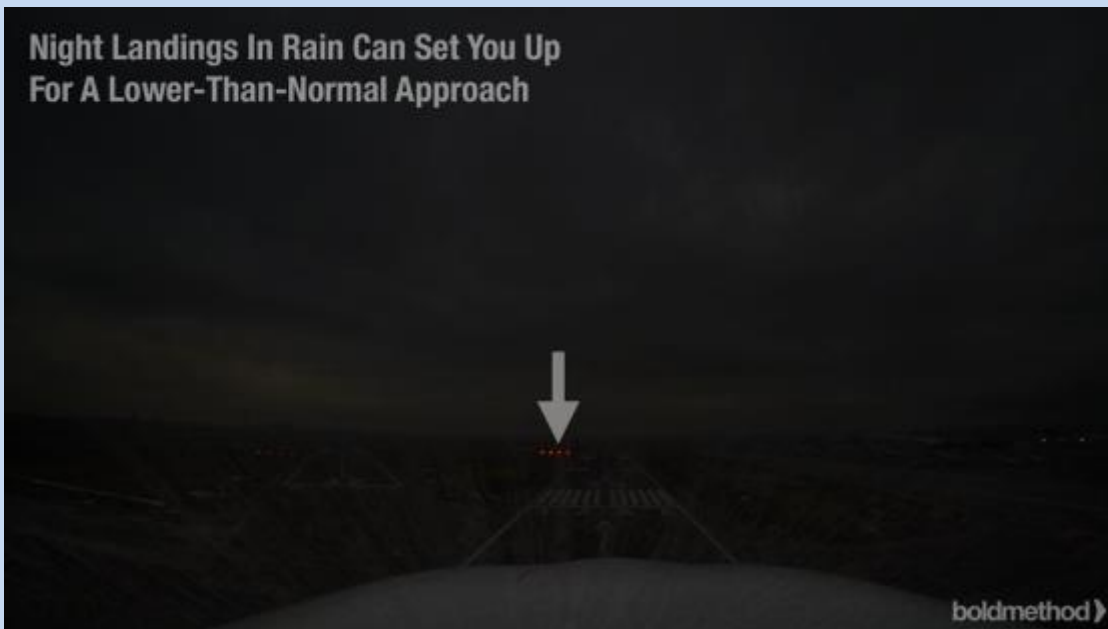 Night Landings In Rain Can Set You Up
For A Lower-Than-Normal Approach
boldmethod